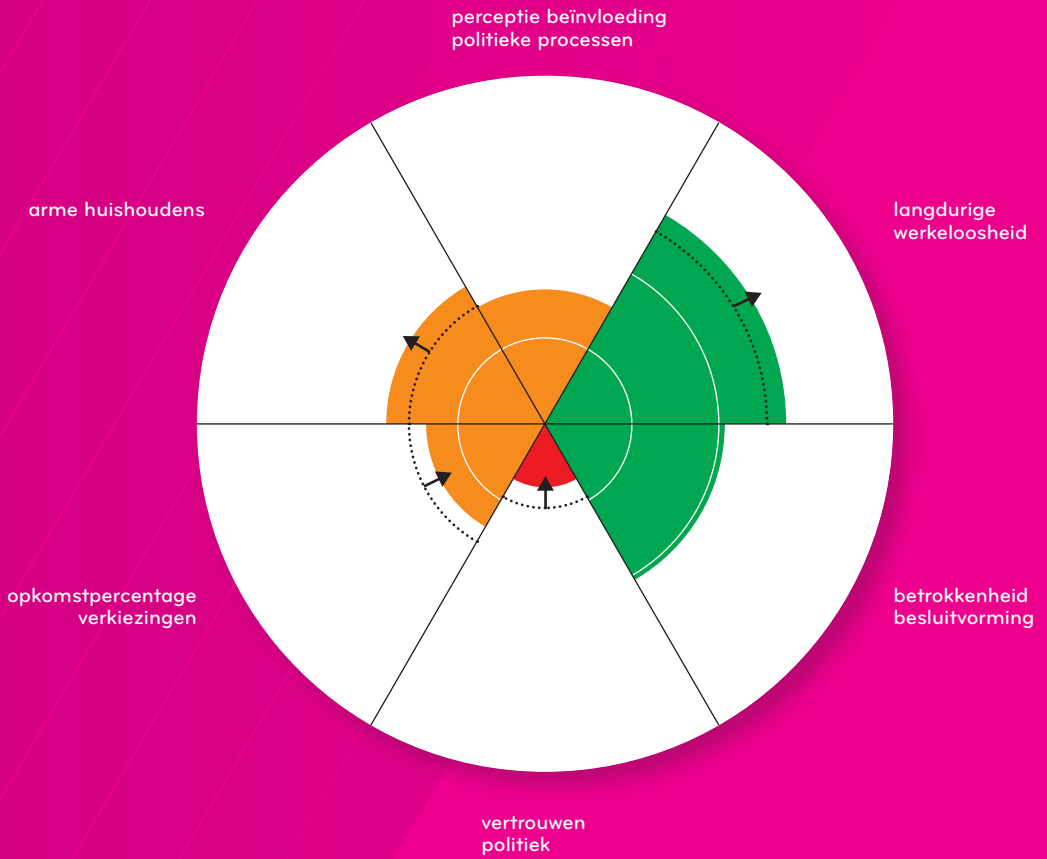 perceptie beïnvloeding
politieke processen
arme huishoudens
langdurige
werkeloosheid
opkomstpercentage
verkiezingen
betrokkenheid
besluitvorming
vertrouwen
politiek